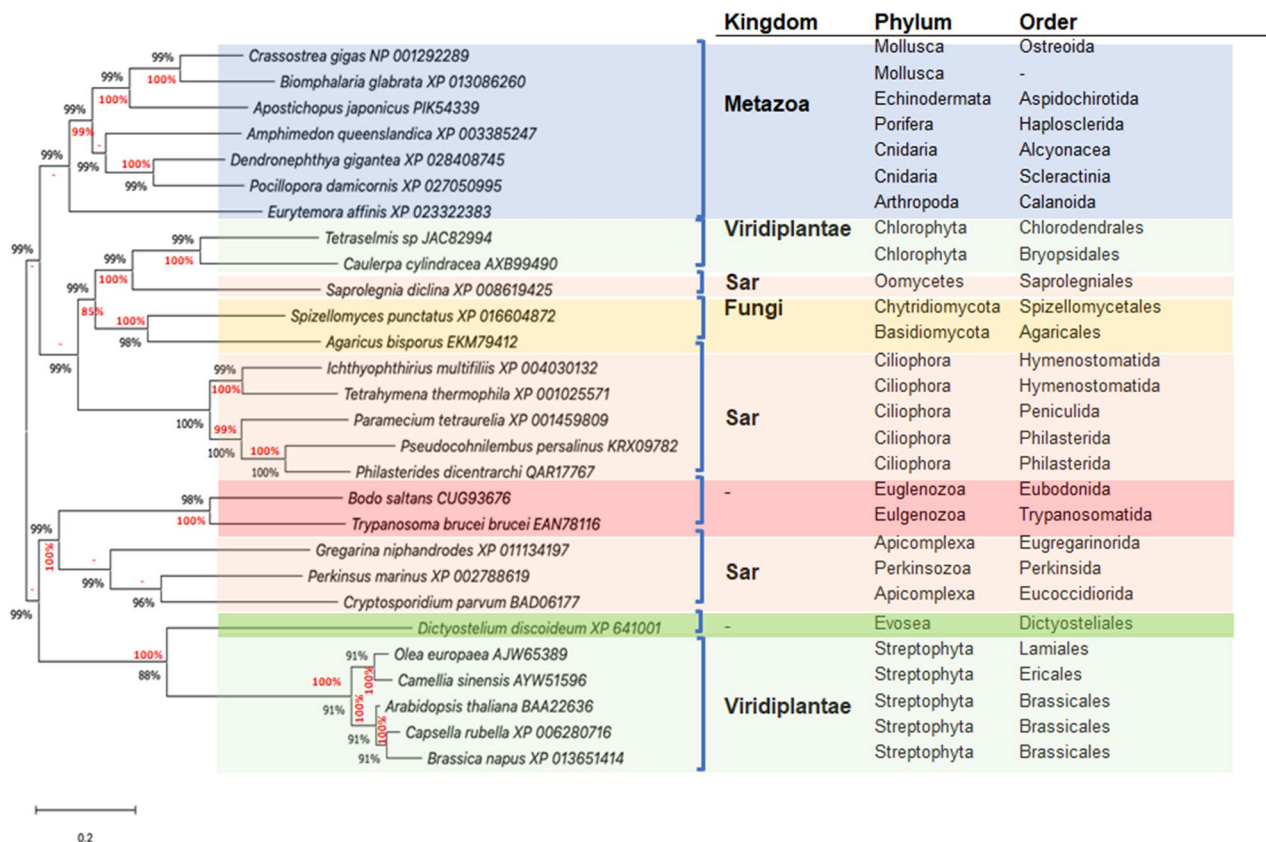 Kingdom Phylum Order
99% Crassostrea gigas NP 001292289 Mollusca Ostreoida
99% 100% Biomphalaria glabrata XP 013086260 Mollusca -
99% 100% Apostichopus japonicus PIK54339 Metazoa Echinodermata Aspidochirotida
99% 99% - Amphimedon queenslandica XP 003385247 Porifera Haplosclerida
99% 100% Dendronephthya gigantea XP 028408745 Cnidaria Alcyonacea
99% - 99% Pocillopora damicornis XP 027050995 Cnidaria Scleractinia
Eurytemora affinis XP 023322383 Arthropoda Calanoida
99% Tetraselmis sp JAC82994 Viridiplantae Chlorophyta Chlorodendrales
99% - 99% 100% Caulerpa cylindracea AXB99490 Chlorophyta Bryopsidales
99% 100% Saprolegnia diclina XP 008619425 Sar Oomycetes Saprolegniales
85% 100% Spizellomyces punctatus XP 016604872 Fungi Chytridiomycota Spizellomycetales
- 98% Agaricus bisporus EKM79412 Basidiomycota Agaricales
99% 99% Ichthyophthirius multifiliis XP 004030132 Ciliophora Hymenostomatida
100% Tetrahymena thermophila XP 001025571 Ciliophora Hymenostomatida
100% 99% Paramecium tetraurelia XP 001459809 Sar Ciliophora Peniculida
100% 100% Pseudocohnilembus persalinus KRX09782 Ciliophora Philasterida
100% Philasterides dicentrarchi QAR17767 Ciliophora Philasterida
98% Bodo saltans CUG93676 - Euglenozoa Eubodonida
99% 100% Trypanosoma brucei brucei EAN78116 Eulgenozoa Trypanosomatida
100% - Gregarina niphandrodes XP 011134197 Apicomplexa Eugregarinorida
- 99% - Perkinsus marinus XP 002788619 Sar Perkinsozoa Perkinsida
99% 96% Cryptosporidium parvum BAD06177 Apicomplexa Eucoccidiorida
Dictyostelium discoideum XP 641001 - Evosea Dictyosteliales
100% 91% Olea europaea AJW65389 Streptophyta Lamiales
88% 100% 100% Camellia sinensis AYW51596 Streptophyta Ericales
91% 100% Arabidopsis thaliana BAA22636 Viridiplantae Streptophyta Brassicales
91% 100% Capsella rubella XP 006280716 Streptophyta Brassicales
91% Brassica napus XP 013651414 Streptophyta Brassicales
0.2